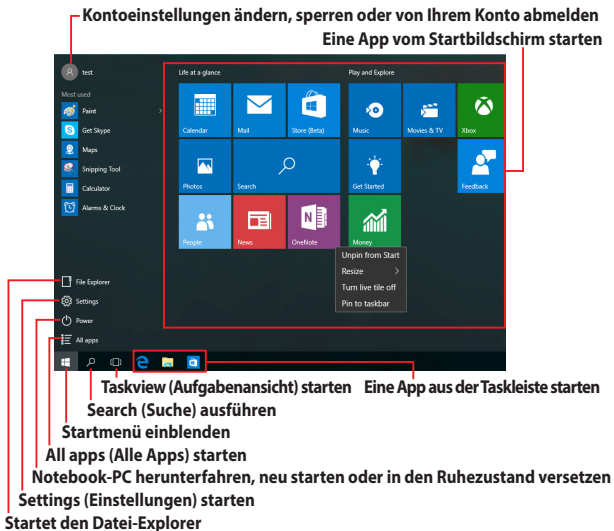 Kontoeinstellungen ändern, sperren oder von Ihrem Konto abmelden
Eine App vom Startbildschirm starten
test
Life at a glance
Play and Explore
Most used
Paint
Get Skype
Maps
Snipping Tool
Calculator
Alarms & Clock
Calendar
Mail
Store (Beta)
Music
Movies & TV
Xbox
Photos
Search
Get Started
Feedback
People
News
OneNote
Money
Unpin from Start
Resize
Turn live tile off
Pin to taskbar
File Explorer
Settings
Power
All apps
Taskview (Aufgabenansicht) starten
Eine App aus der Taskleiste starten
Search (Suche) ausführen
Startmenü einblenden
All apps (Alle Apps) starten
Notebook-PC herunterfahren, neu starten oder in den Ruhezustand versetzen
Settings (Einstellungen) starten
Startet den Datei-Explorer